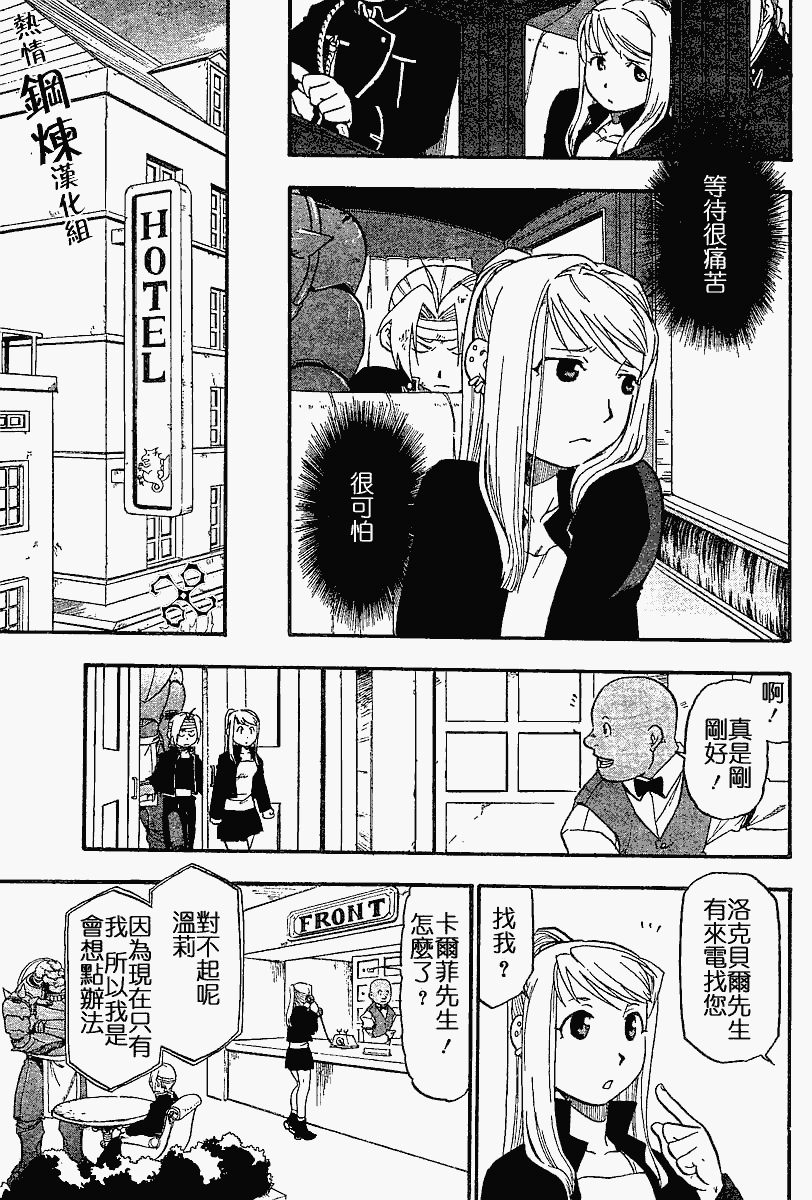 等待很痛苦
很可怕
熱情
鋼煉
漢化組
HOTEL
啊！
真是剛
剛好！
洛克貝爾先生
有來電找您
找我？
卡爾菲先生！
怎麼了？
FRONT
對不起呢
溫莉
因為現在只有
我 所以我是
會想點辦法